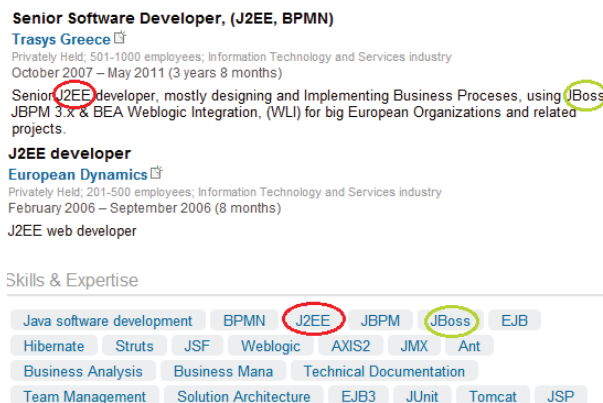 Senior Software Developer, (J2EE, BPMN)
Trasys Greece
Privately Held; 501-1000 employees; Information Technology and Services industry
October 2007 – May 2011 (3 years 8 months)
Senior J2EE developer, mostly designing and Implementing Business Proceses, using JBoss
JBPM 3.x & BEA Weblogic Integration, (WLI) for big European Organizations and related
projects.
J2EE developer
European Dynamics
Privately Held; 201-500 employees; Information Technology and Services industry
February 2006 – September 2006 (8 months)
J2EE web developer
Skills & Expertise
Java software development BPMN J2EE JBPM JBoss EJB
Hibernate Struts JSF Weblogic AXIS2 JMX Ant
Business Analysis Business Mana Technical Documentation
Team Management Solution Architecture EJB3 JUnit Tomcat JSP